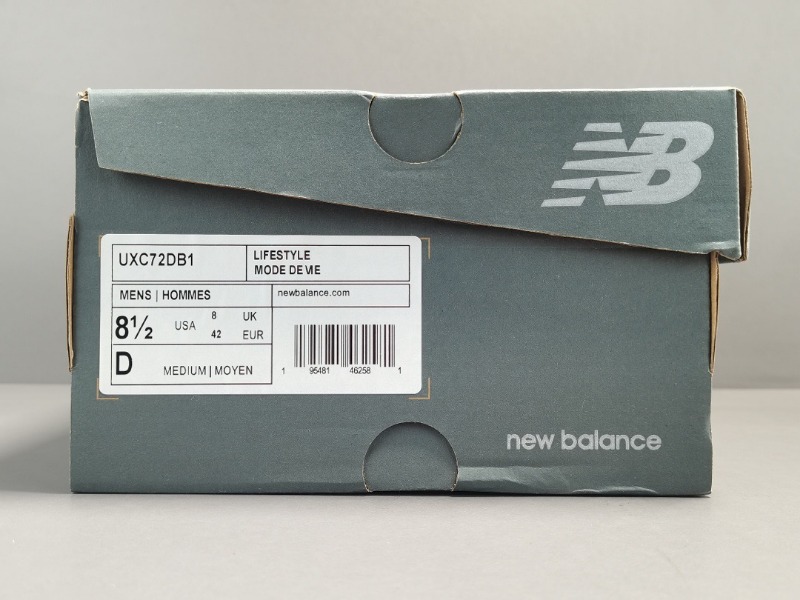 NB
UXC72DB1
LIFESTYLE
MODE DE VIE
MENS | HOMMES
newbalance.com
8½ USA 8 UK
42 EUR
D MEDIUM | MOYEN
1 95481 46258 1
new balance